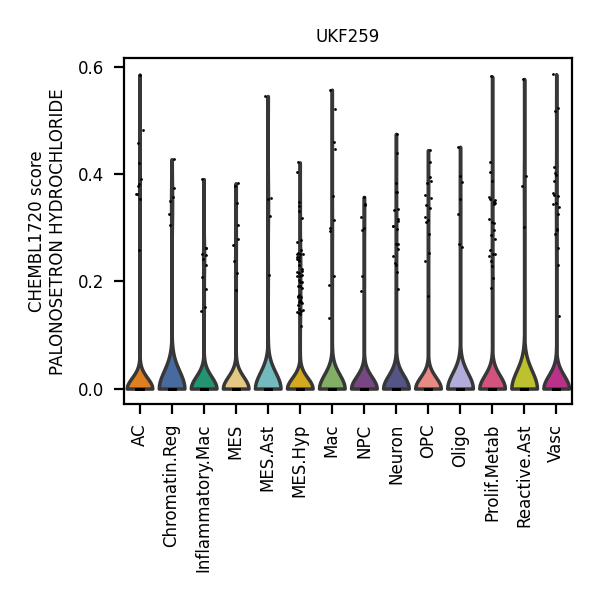 UKF259
CHEMBL1720 score
PALONOSETRON HYDROCHLORIDE
0.6
0.4
0.2
0.0
AC
Chromatin.Reg
Inflammatory.Mac
MES
MES.Ast
MES.Hyp
Mac
NPC
Neuron
OPC
Oligo
Prolif.Metab
Reactive.Ast
Vasc